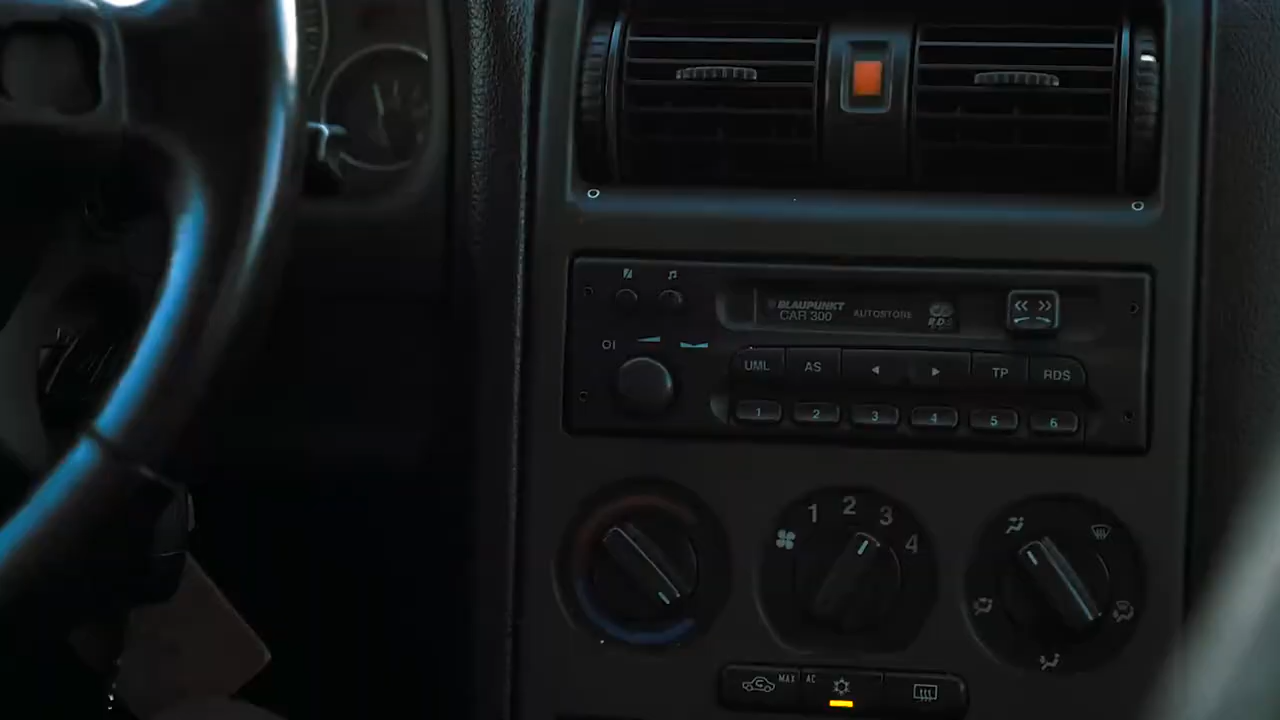 BLAUPUNKT
CAR 300
AUTOSTORE
RDS
UML AS TP RDS
1 2 3 4 5 6
1 2 3 4
MAX AC